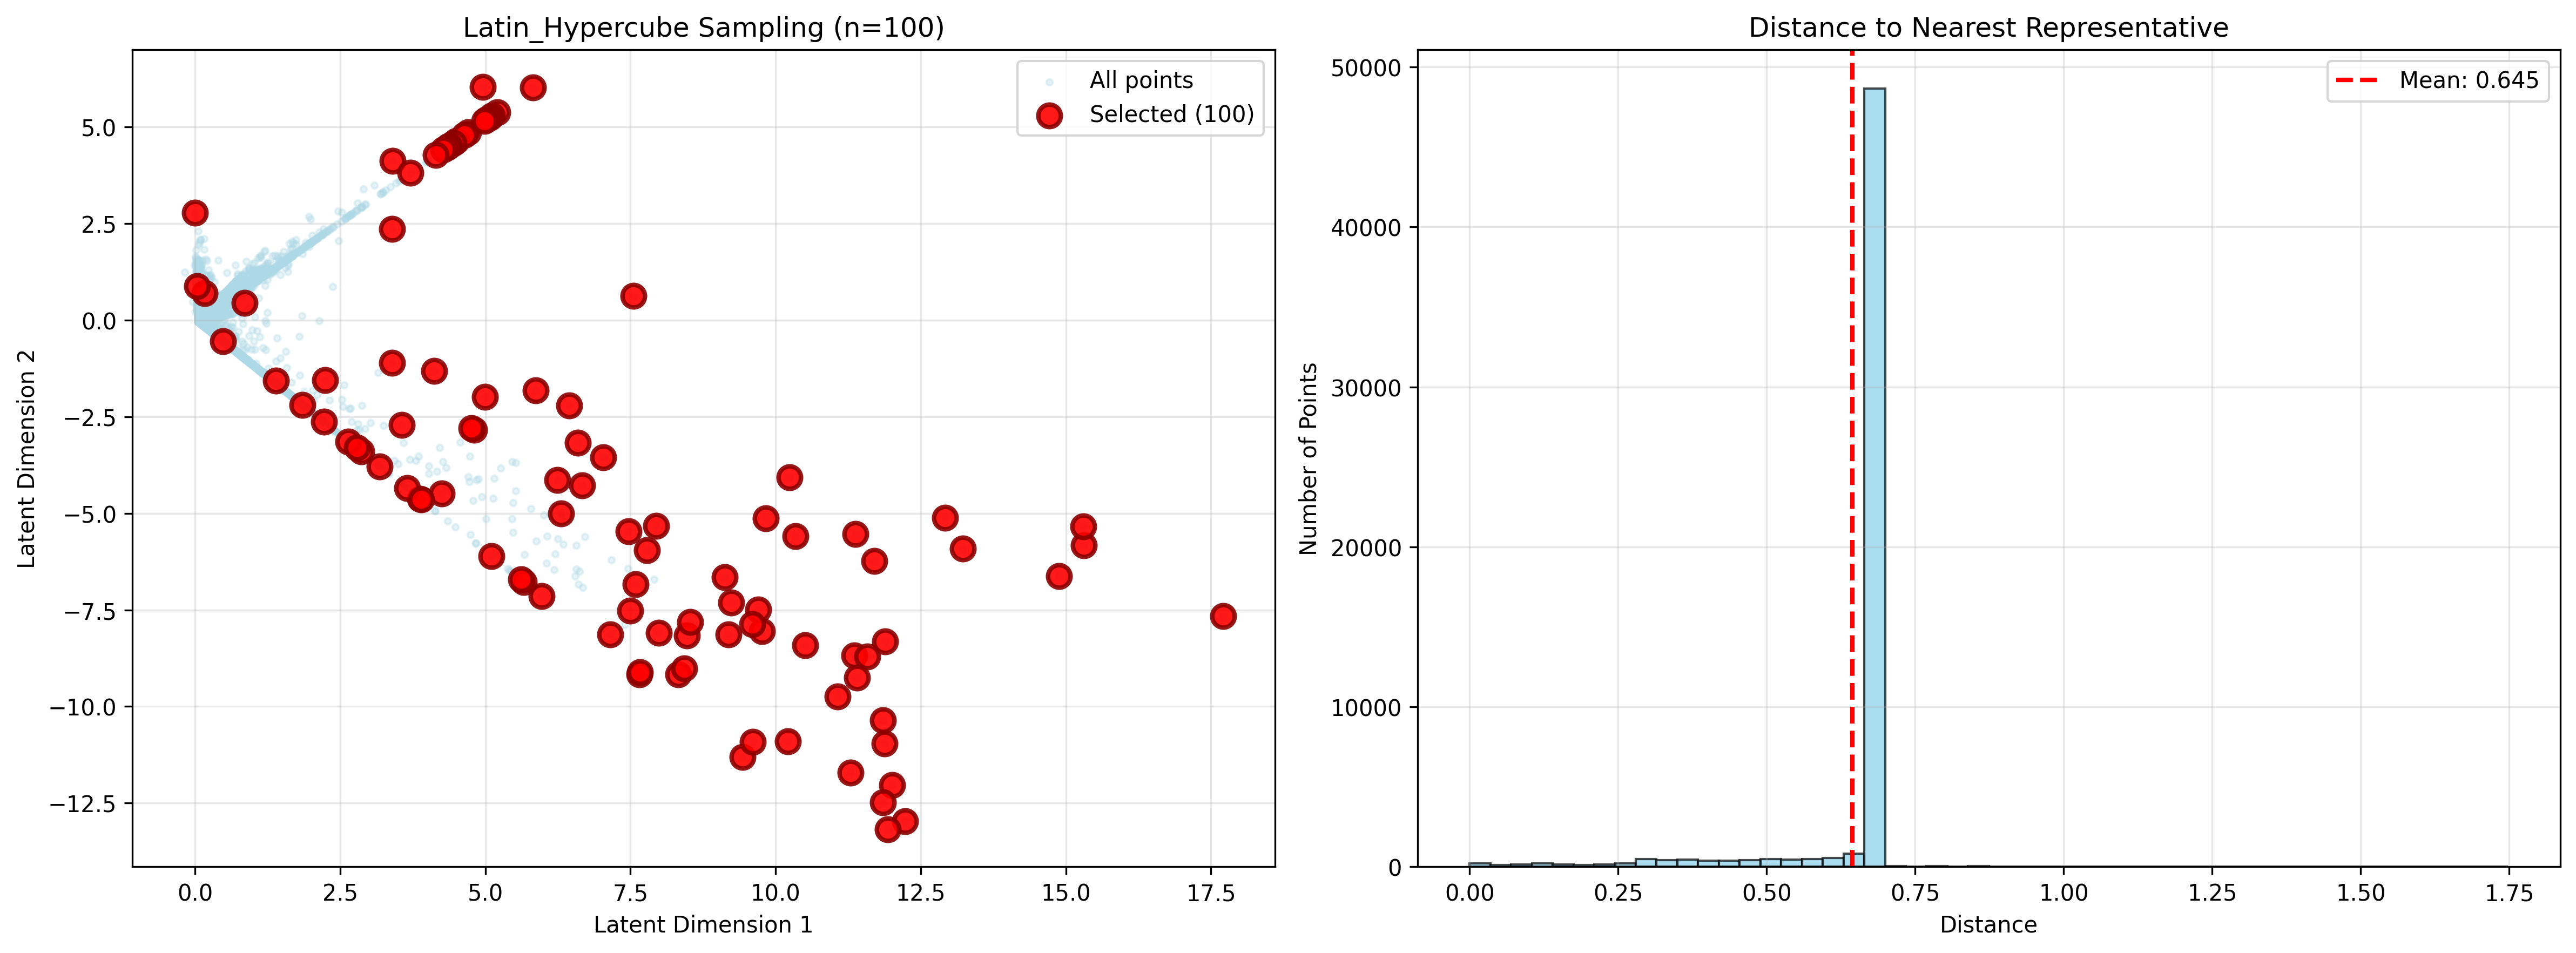 Latin_Hypercube Sampling (n=100)
All points
Selected (100)
Latent Dimension 2
5.0
2.5
0.0
−2.5
−5.0
−7.5
−10.0
−12.5
0.0 2.5 5.0 7.5 10.0 12.5 15.0 17.5
Latent Dimension 1
Distance to Nearest Representative
Mean: 0.645
Number of Points
50000
40000
30000
20000
10000
0
0.00 0.25 0.50 0.75 1.00 1.25 1.50 1.75
Distance